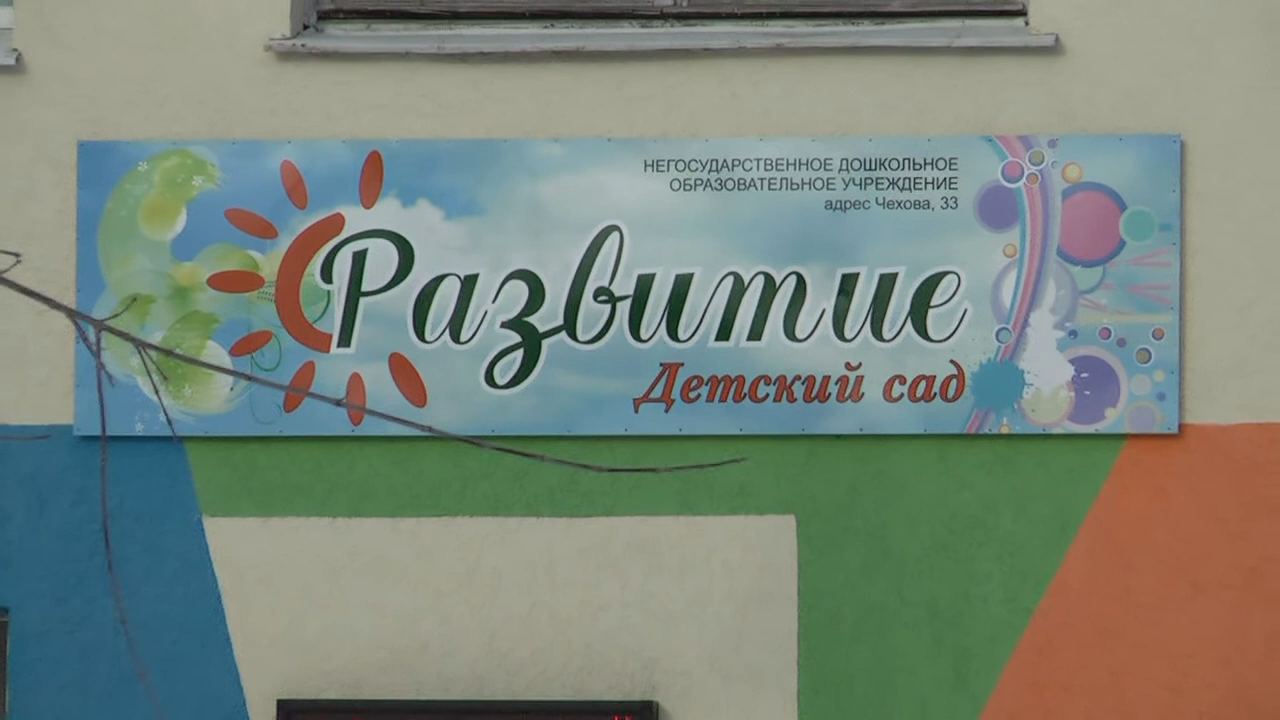 НЕГОСУДАРСТВЕННОЕ ДОШКОЛЬНОЕ
ОБРАЗОВАТЕЛЬНОЕ УЧРЕЖДЕНИЕ
адрес Чехова, 33
Развитие
Детский сад